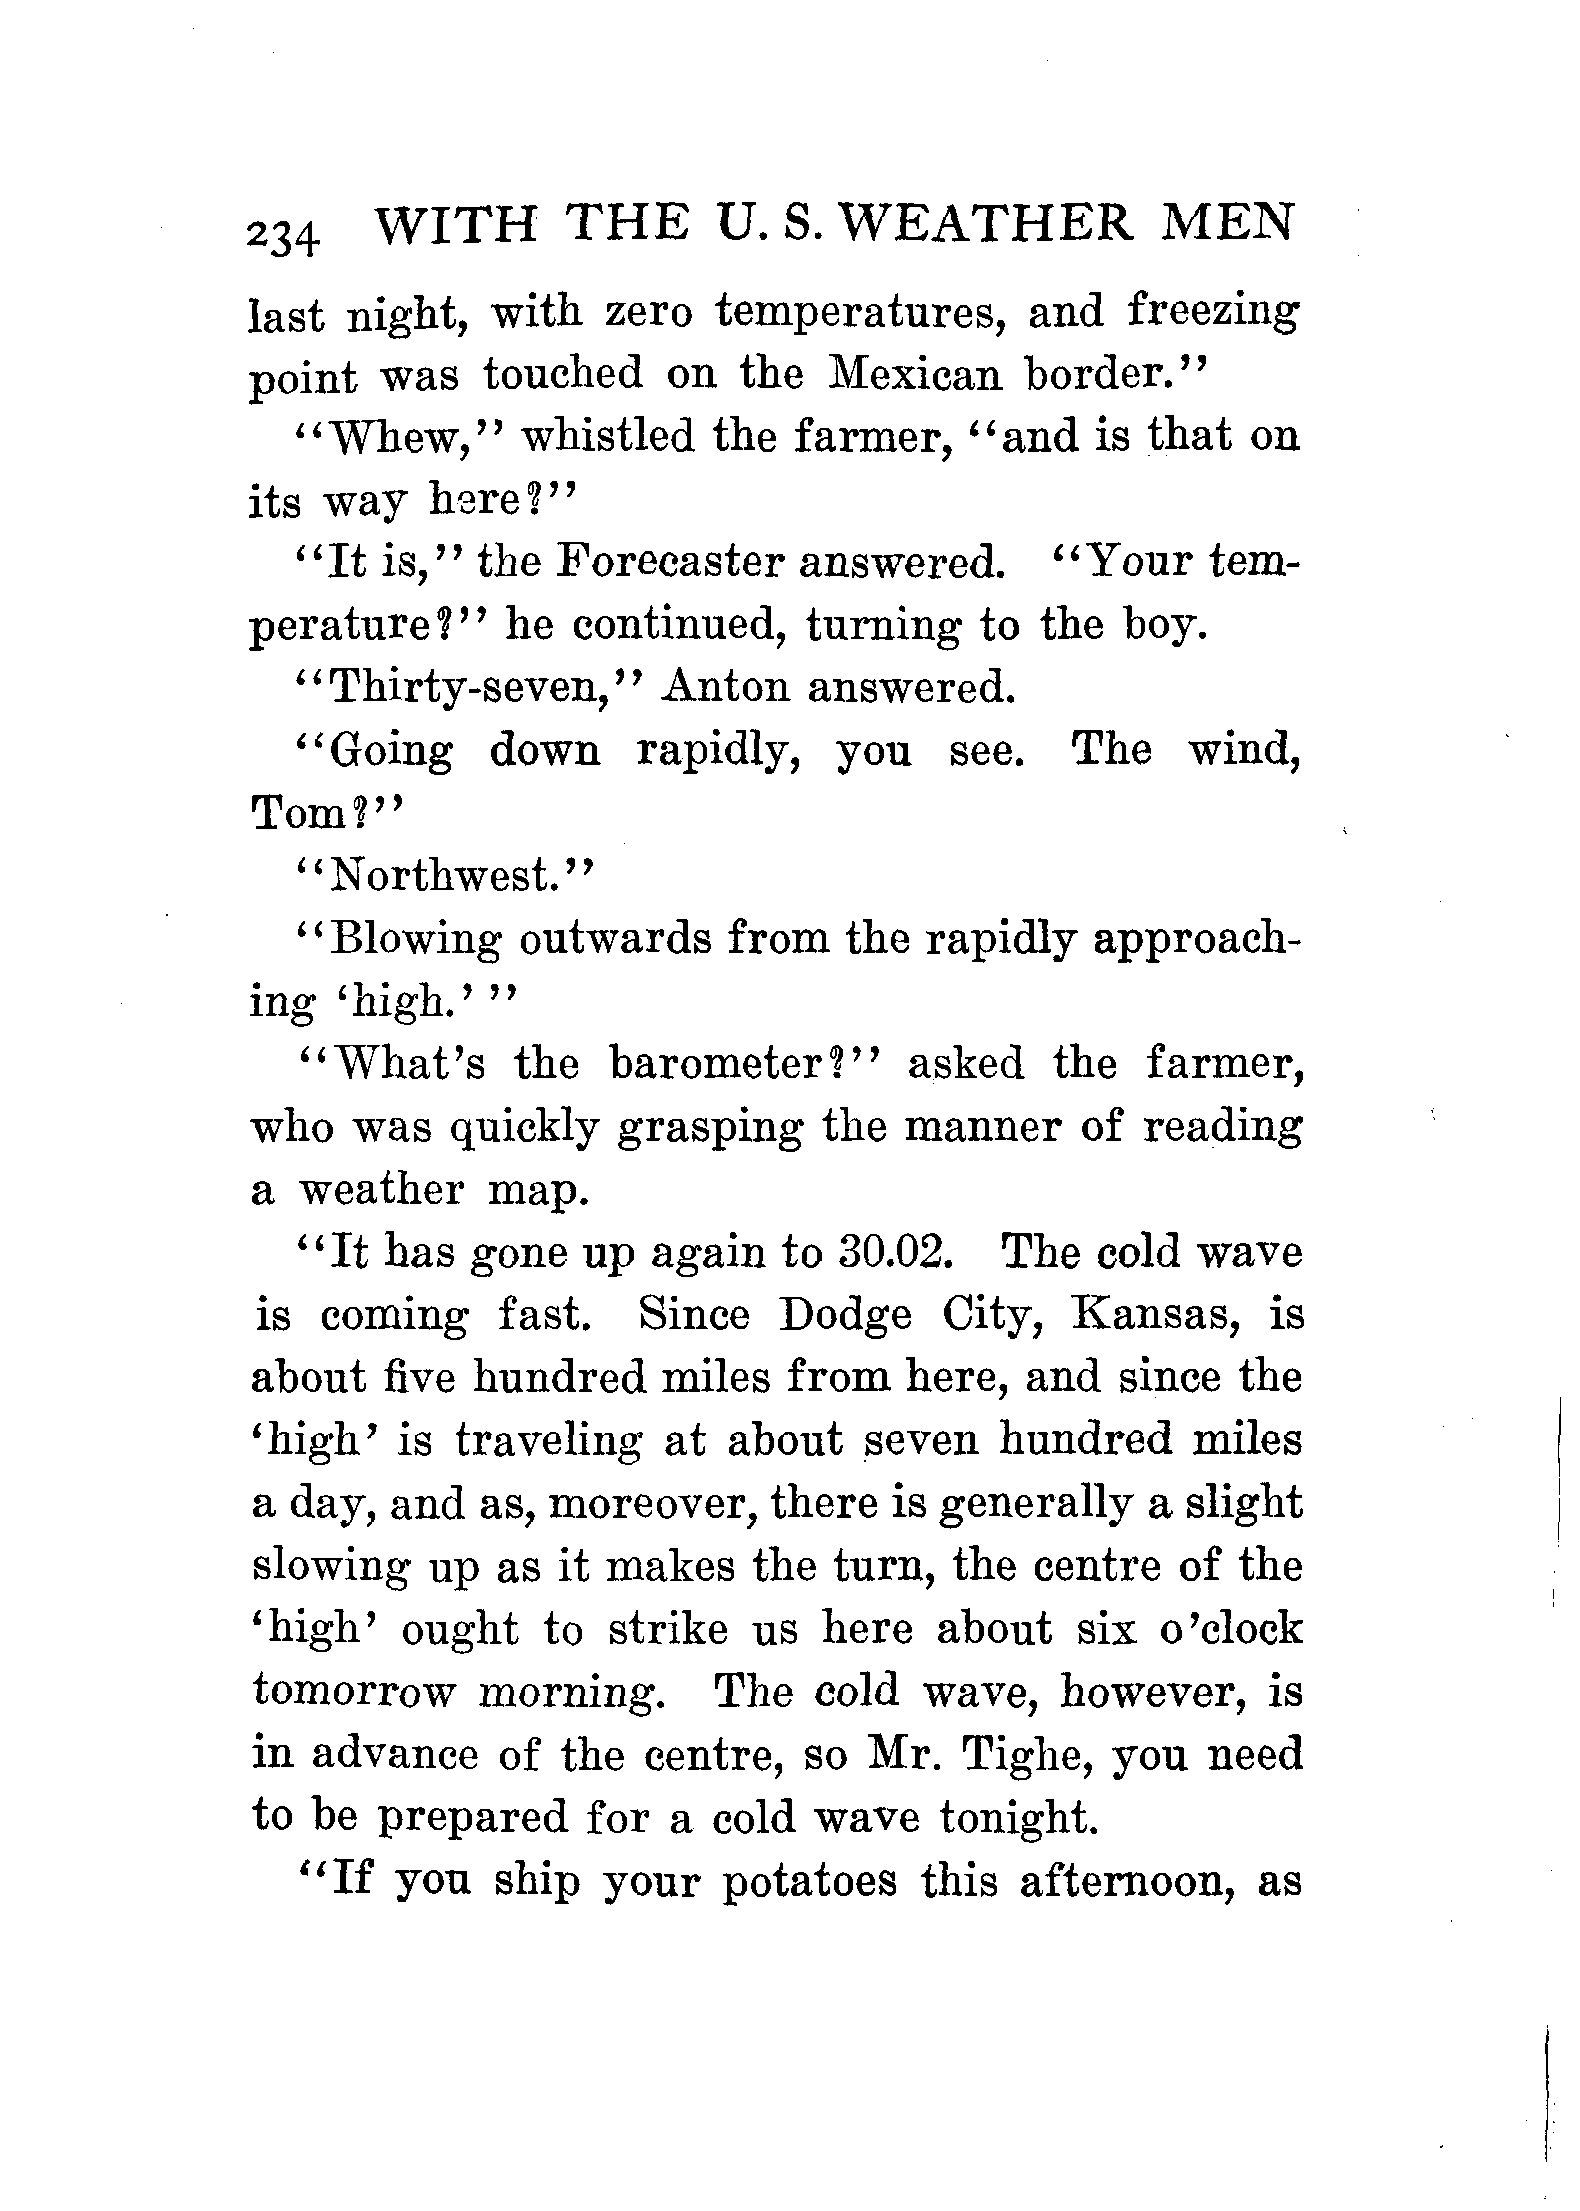 234 WITH THE U. S. WEATHER MEN
last night, with zero temperatures, and freezing
point was touched on the Mexican border."
"Whew," whistled the farmer, "and is that on
its way here?"
"It is," the Forecaster answered. "Your tem-
perature?" he continued, turning to the boy.
"Thirty-seven," Anton answered.
"Going down rapidly, you see. The wind,
Tom?"
"Northwest."
"Blowing outwards from the rapidly approach-
ing 'high.' "
"What's the barometer?" asked the farmer,
who was quickly grasping the manner of reading
a weather map.
"It has gone up again to 30.02. The cold wave
is coming fast. Since Dodge City, Kansas, is
about five hundred miles from here, and since the
'high' is traveling at about seven hundred miles
a day, and as, moreover, there is generally a slight
slowing up as it makes the turn, the centre of the
'high' ought to strike us here about six o'clock
tomorrow morning. The cold wave, however, is
in advance of the centre, so Mr. Tighe, you need
to be prepared for a cold wave tonight.
"If you ship your potatoes this afternoon, as